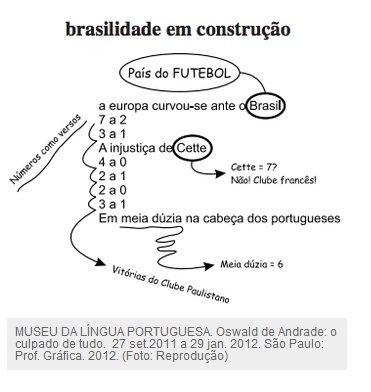 brasilidade em construção
País do FUTEBOL
a europa curvou-se ante o Brasil
7 a 2
3 a 1
A injustiça de Cette
4 a 0
2 a 1
2 a 0
3 a 1
Em meia dúzia na cabeça dos portugueses
Números como versos
Cette = 7?
Não! Clube francês!
Meia dúzia = 6
Vitórias do Clube Paulistano
MUSEU DA LÍNGUA PORTUGUESA. Oswald de Andrade: o
culpado de tudo. 27 set.2011 a 29 jan. 2012. São Paulo:
Prof. Gráfica. 2012. (Foto: Reprodução)